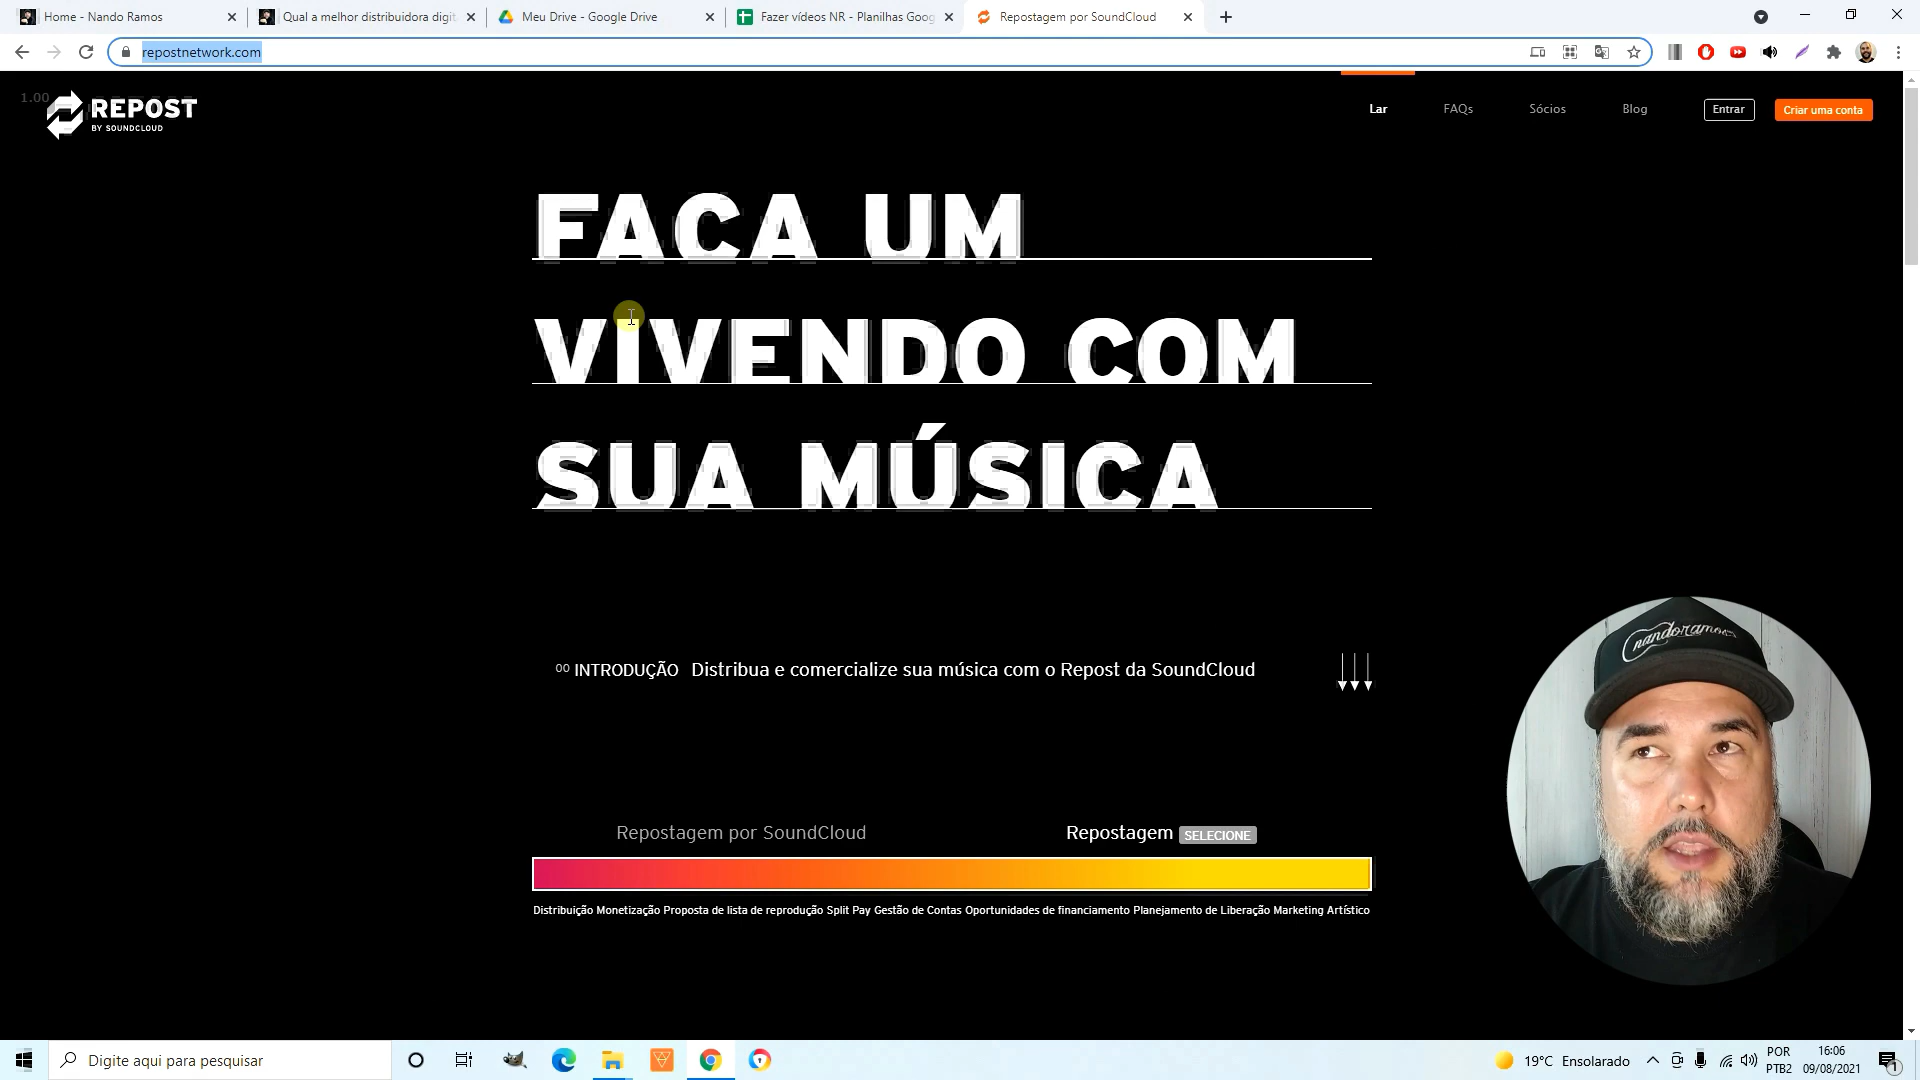 Home - Nando Ramos
Qual a melhor distribuidora digit
Meu Drive - Google Drive
Fazer vídeos NR - Planilhas Goog
Repostagem por SoundCloud
repostnetwork.com
1.00
REPOST
BY SOUNDCLOUD
Lar
FAQs
Sócios
Blog
Entrar
Criar uma conta
FACA UM
VIVENDO COM
SUA MÚSICA
00 INTRODUÇÃO Distribua e comercialize sua música com o Repost da SoundCloud
Repostagem por SoundCloud
Repostagem SELECIONE
Distribuição Monetização Proposta de lista de reprodução Split Pay Gestão de Contas Oportunidades de financiamento Planejamento de Liberação Marketing Artístico
nandoramos
Digite aqui para pesquisar
19°C Ensolarado
POR
PTB2
16:06
09/08/2021
1